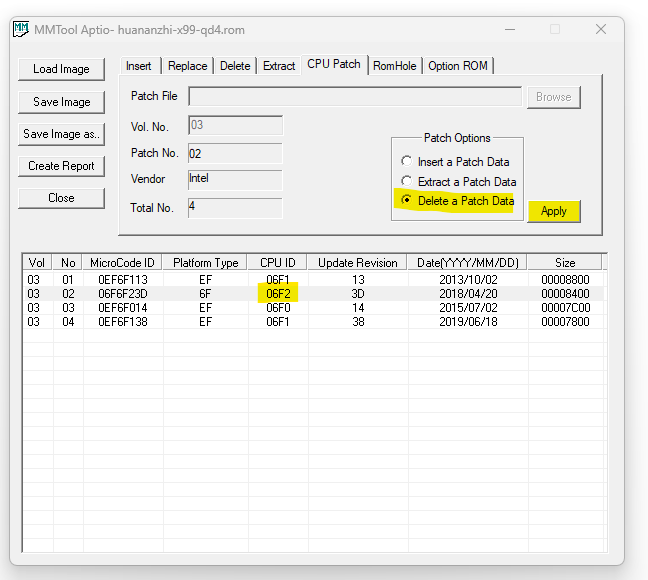 MMTool Aptio- huananzhi-x99-qd4.rom
Load Image
Save Image
Save Image as..
Create Report
Close
Insert Replace Delete Extract CPU Patch RomHole Option ROM
Patch File Browse
Vol. No. 03
Patch No. 02
Vendor Intel
Total No. 4
Patch Options
Insert a Patch Data
Extract a Patch Data
Delete a Patch Data
Apply
Vol No MicroCode ID Platform Type CPU ID Update Revision Date(YYYY/MM/DD) Size
03 01 0EF6F113 EF 06F1 13 2013/10/02 00008800
03 02 06F6F23D 6F 06F2 3D 2018/04/20 00008400
03 03 0EF6F014 EF 06F0 14 2015/07/02 00007C00
03 04 0EF6F138 EF 06F1 38 2019/06/18 00007800